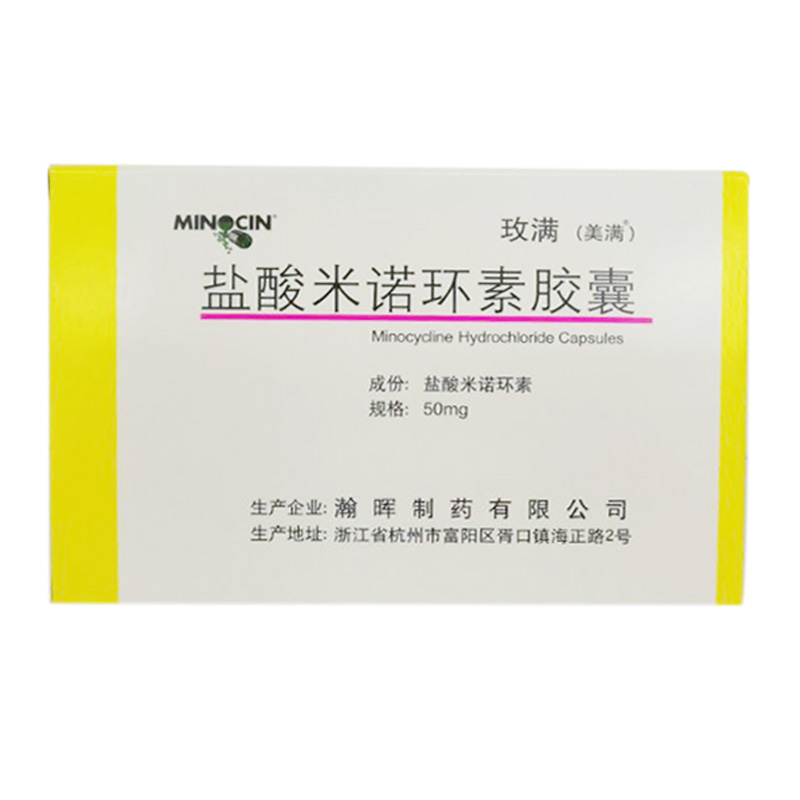 MINOCIN®
玫满（美满®）
盐酸米诺环素胶囊
Minocycline Hydrochloride Capsules
成份: 盐酸米诺环素
规格: 50mg
生产企业: 瀚晖制药有限公司
生产地址: 浙江省杭州市富阳区胥口镇海正路2号